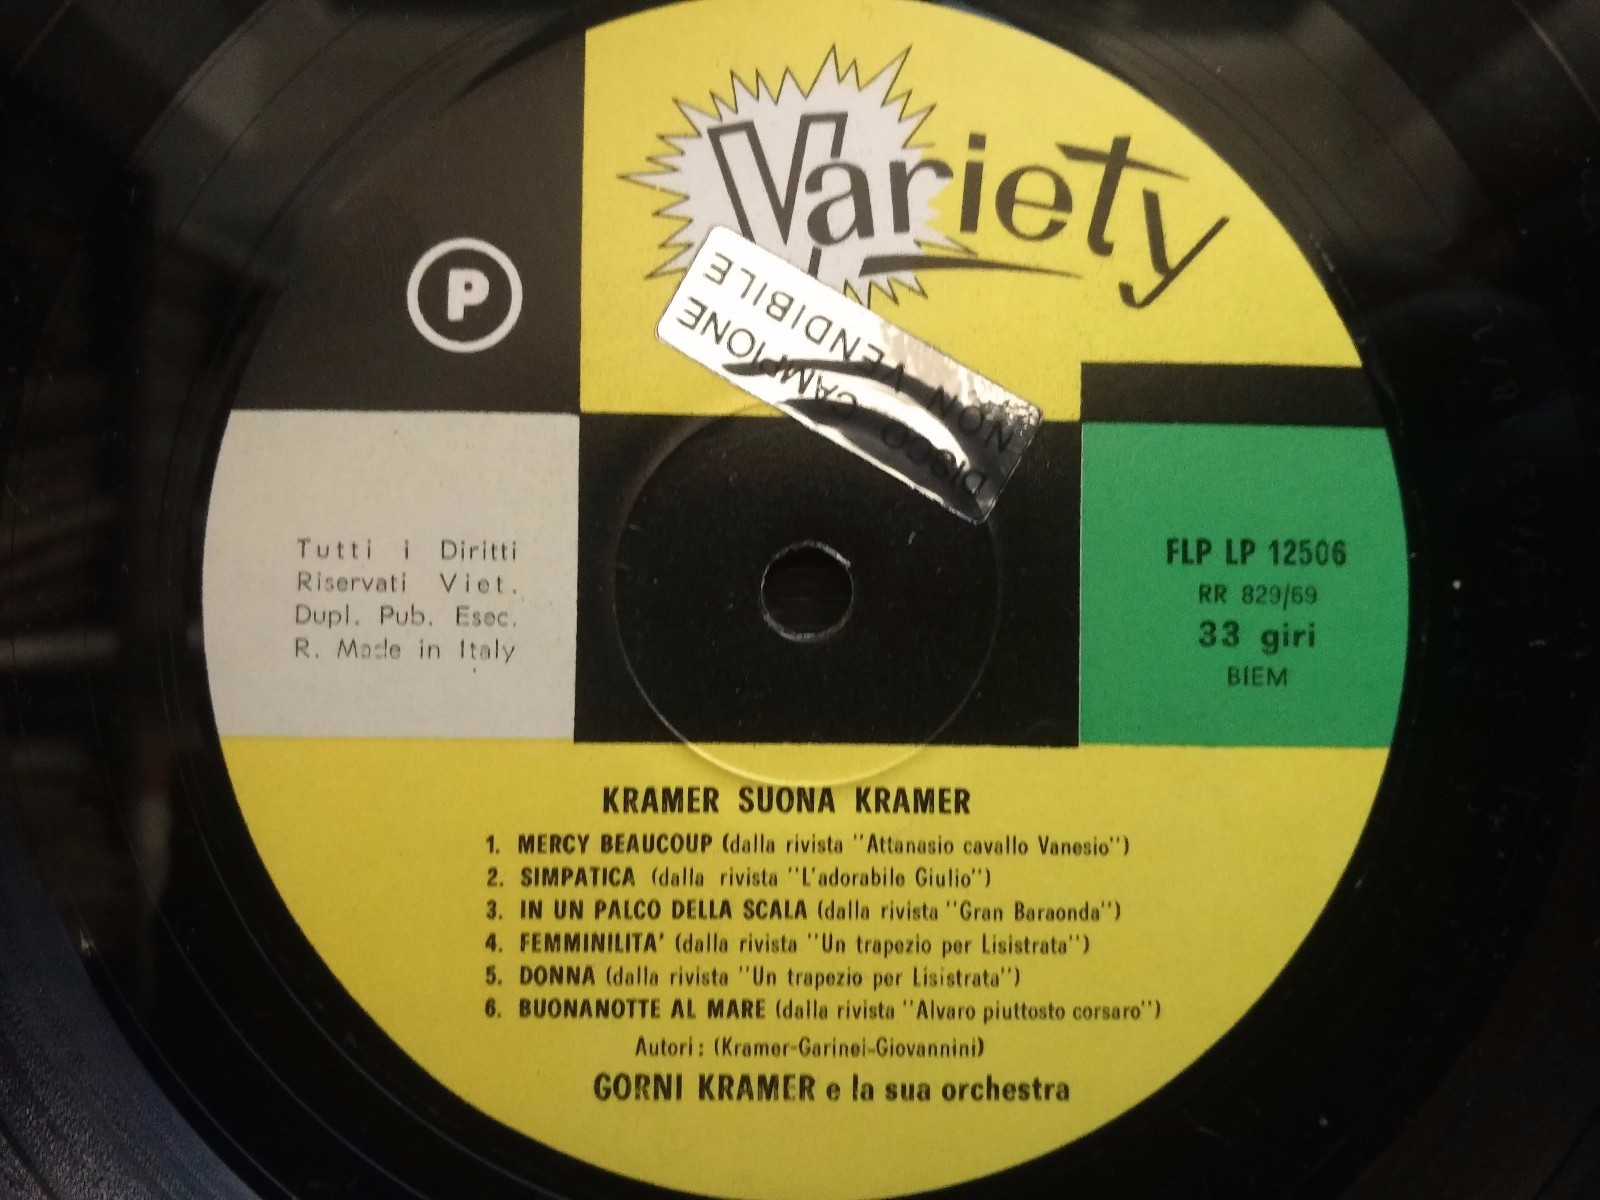 Variety
P
DISCO CAMPIONE
NON VENDIBILE
Tutti i Diritti
Riservati Viet.
Dupl. Pub. Esec.
R. Made in Italy
FLP LP 12506
RR 829/69
33 giri
BIEM
KRAMER SUONA KRAMER
1. MERCY BEAUCOUP (dalla rivista "Attanasio cavallo Vanesio")
2. SIMPATICA (dalla rivista "L'adorabile Giulio")
3. IN UN PALCO DELLA SCALA (dalla rivista "Gran Baraonda")
4. FEMMINILITA' (dalla rivista "Un trapezio per Lisistrata")
5. DONNA (dalla rivista "Un trapezio per Lisistrata")
6. BUONANOTTE AL MARE (dalla rivista "Alvaro piuttosto corsaro")
Autori: (Kramer-Garinei-Giovannini)
GORNI KRAMER e la sua orchestra